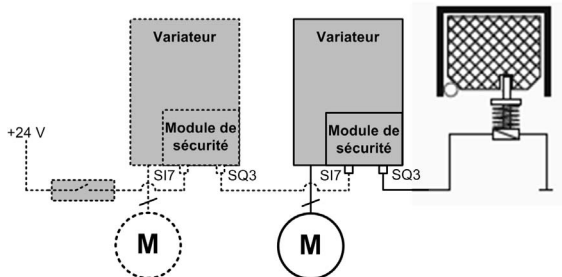 Variateur
Variateur
+24 V
Module de
sécurité
Module de
sécurité
SI7
SQ3
SI7
SQ3
M
M